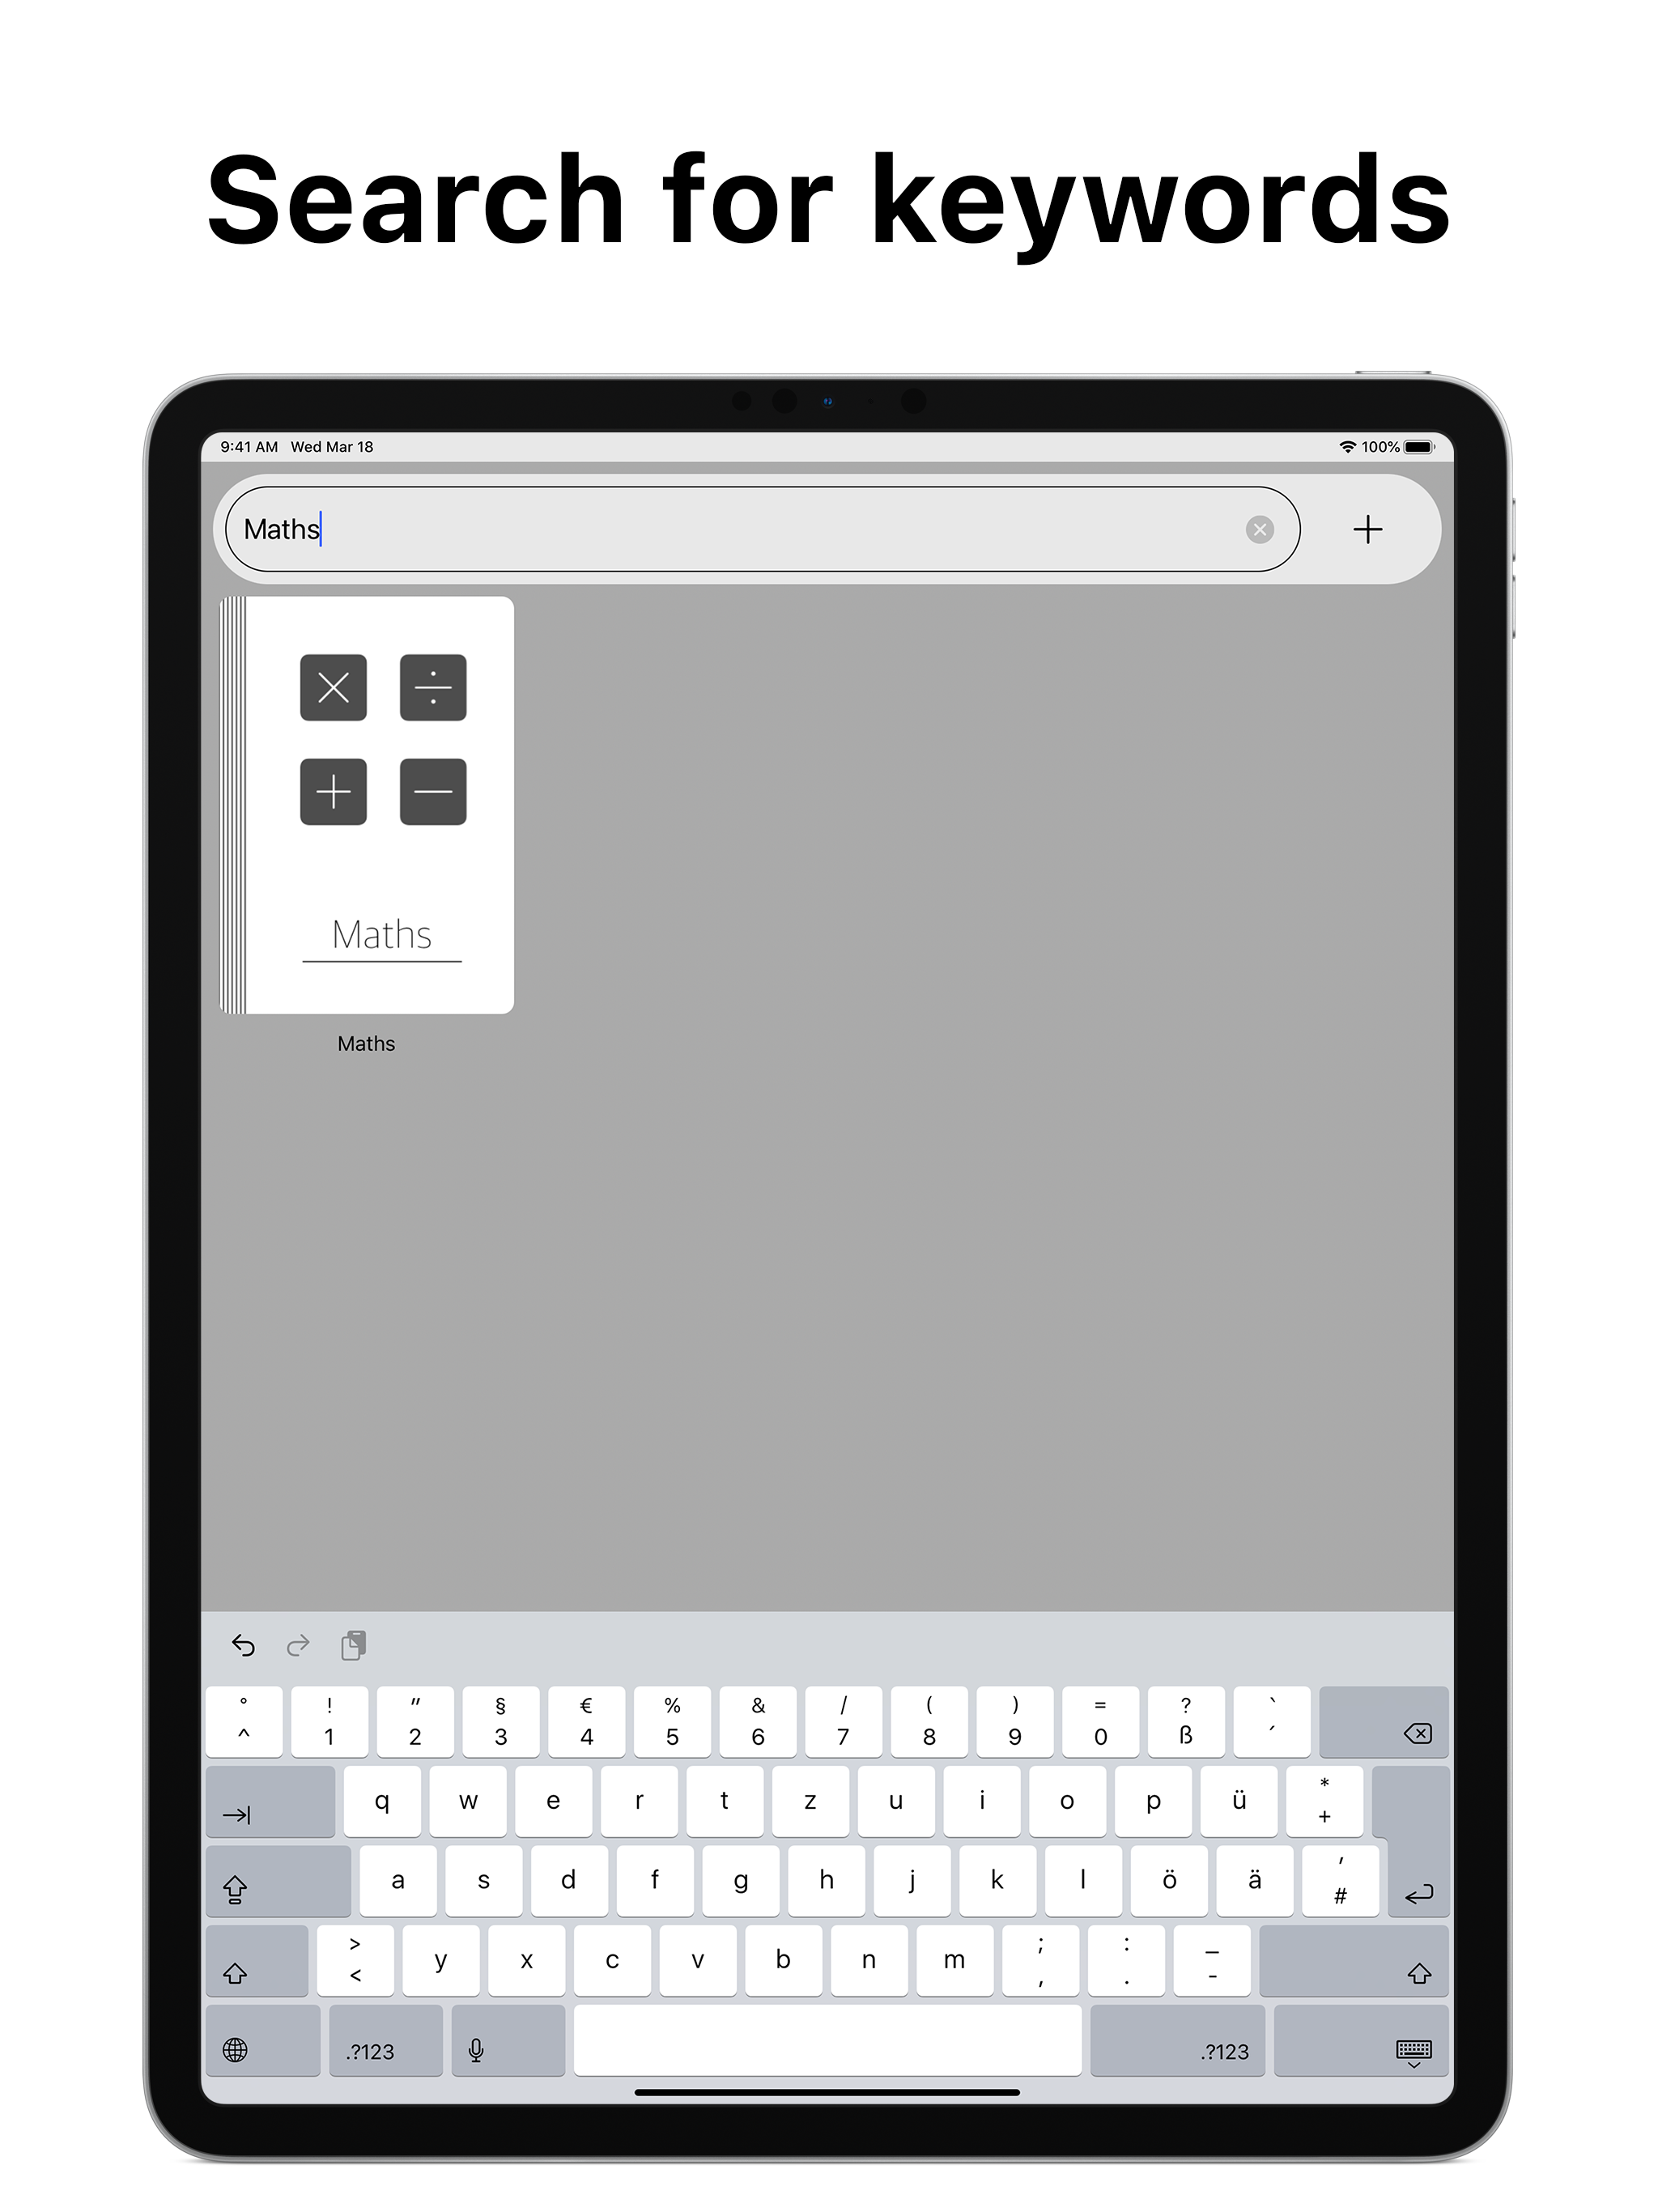 Search for keywords
9:41 AM Wed Mar 18
100%
Maths
Maths
Maths
° ! " § € % & / ( ) = ? `
^ 1 2 3 4 5 6 7 8 9 0 ß ´
q w e r t z u i o p ü *
+
a s d f g h j k l ö ä '
#
> y x c v b n m ; : _
< , . -
.?123 .?123